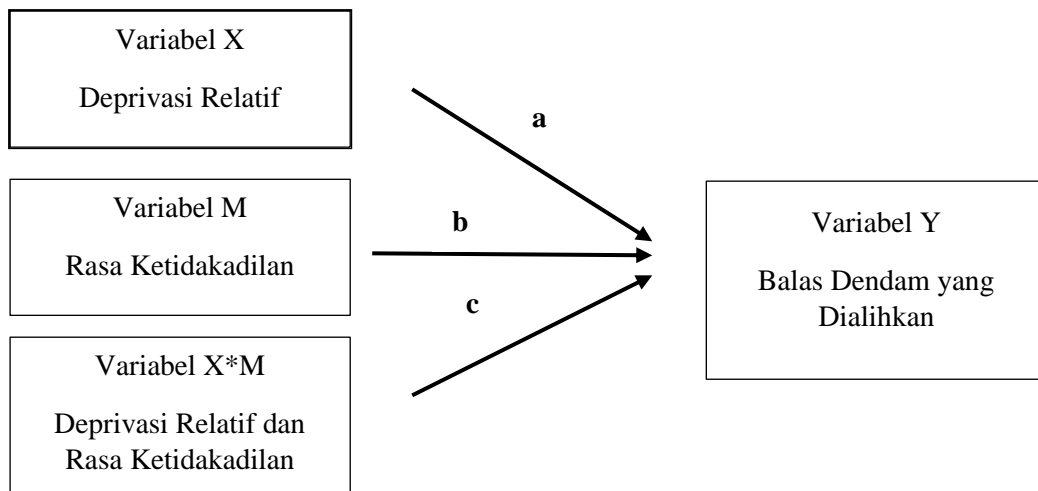 Variabel X
Deprivasi Relatif
a
Variabel M
Rasa Ketidakadilan
b
Variabel X*M
Deprivasi Relatif dan
Rasa Ketidakadilan
c
Variabel Y
Balas Dendam yang
Dialihkan